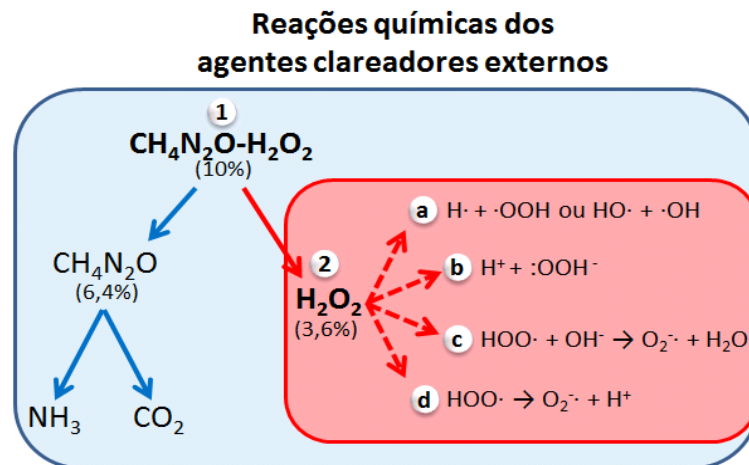 Reações químicas dos
agentes clareadores externos
1
CH₄N₂O-H₂O₂
(10%)
CH₄N₂O
(6,4%)
NH₃
CO₂
2
H₂O₂
(3,6%)
a H· + ·OOH ou HO· + ·OH
b H⁺ + :OOH⁻
c HOO· + OH⁻ → O₂⁻· + H₂O
d HOO· → O₂⁻· + H⁺